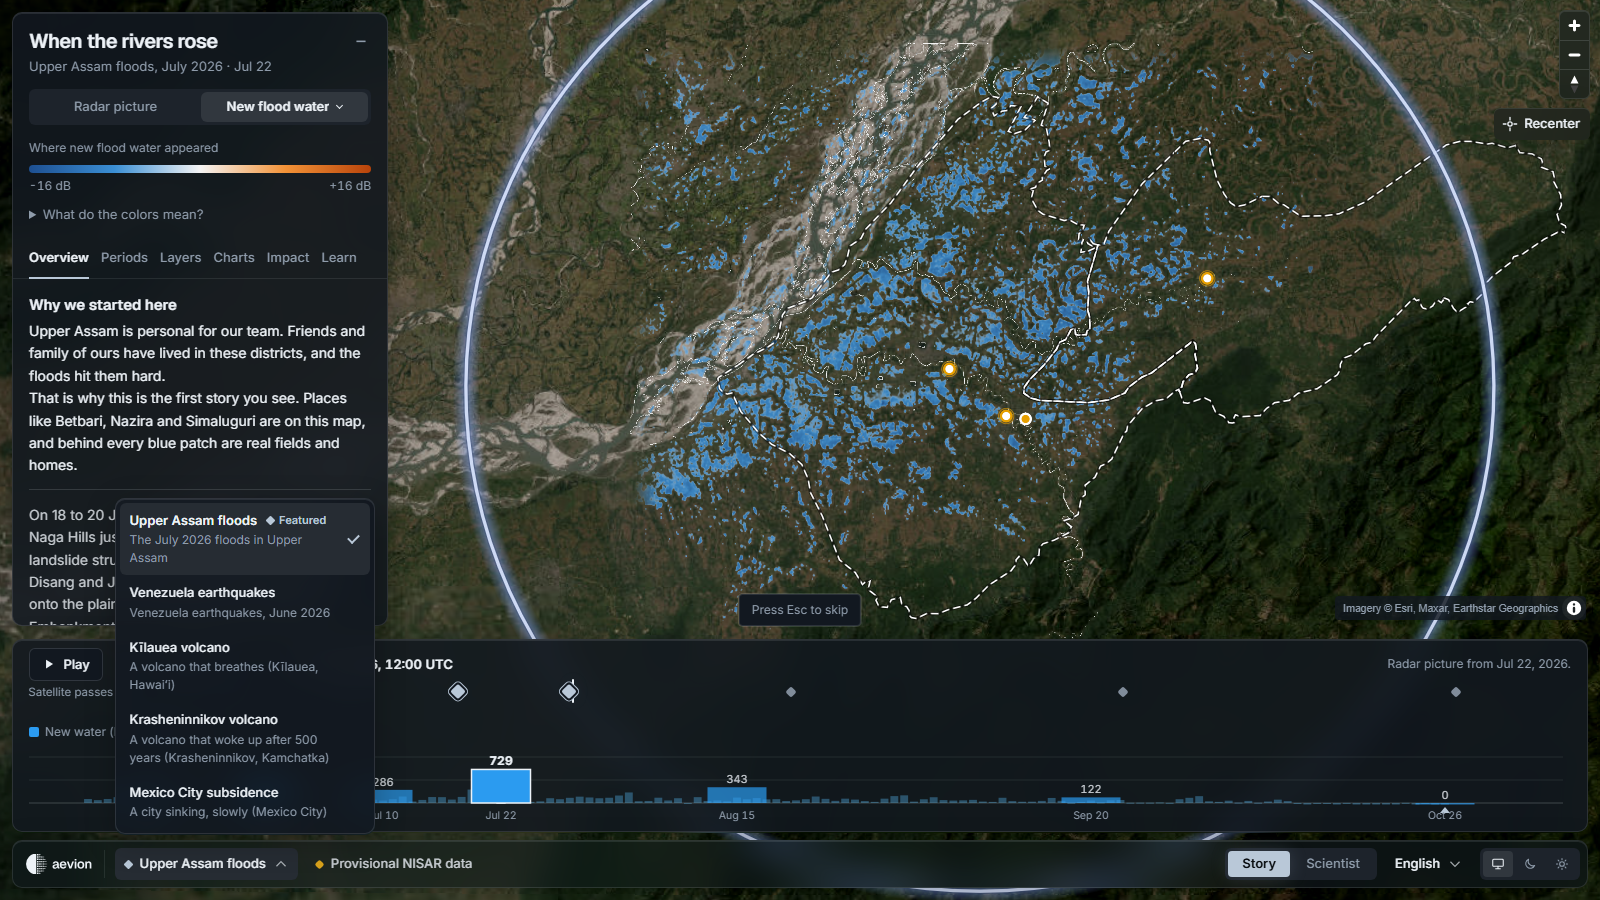 When the rivers rose
Upper Assam floods, July 2026 · Jul 22
Radar picture
New flood water
Where new flood water appeared
-16 dB
+16 dB
What do the colors mean?
Overview
Periods
Layers
Charts
Impact
Learn
Why we started here
Upper Assam is personal for our team. Friends and
family of ours have lived in these districts, and the
floods hit them hard.
That is why this is the first story you see. Places
like Betbari, Nazira and Simaluguri are on this map,
and behind every blue patch are real fields and
homes.
On 18 to 20 J
Naga Hills jus
landslide stru
Disang and J
onto the plain
Upper Assam floods
Featured
The July 2026 floods in Upper
Assam
Venezuela earthquakes
Venezuela earthquakes, June 2026
Kīlauea volcano
A volcano that breathes (Kīlauea,
Hawaiʻi)
Krasheninnikov volcano
A volcano that woke up after 500
years (Krasheninnikov, Kamchatka)
Mexico City subsidence
A city sinking, slowly (Mexico City)
Recenter
Press Esc to skip
Imagery © Esri, Maxar, Earthstar Geographics
Play
6, 12:00 UTC
Radar picture from Jul 22, 2026.
Satellite passes
New water (
286
729
343
122
0
ul 10
Jul 22
Aug 15
Sep 20
Oct 26
aevion
Upper Assam floods
Provisional NISAR data
Story
Scientist
English